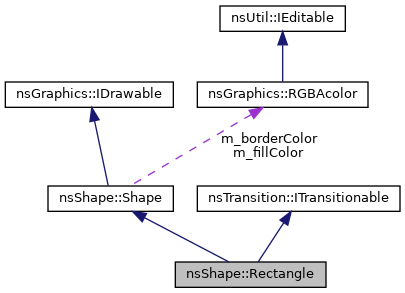 nsUtil::IEditable
nsGraphics::IDrawable
nsGraphics::RGBAcolor
m_borderColor
m_fillColor
nsShape::Shape
nsTransition::ITransitionable
nsShape::Rectangle